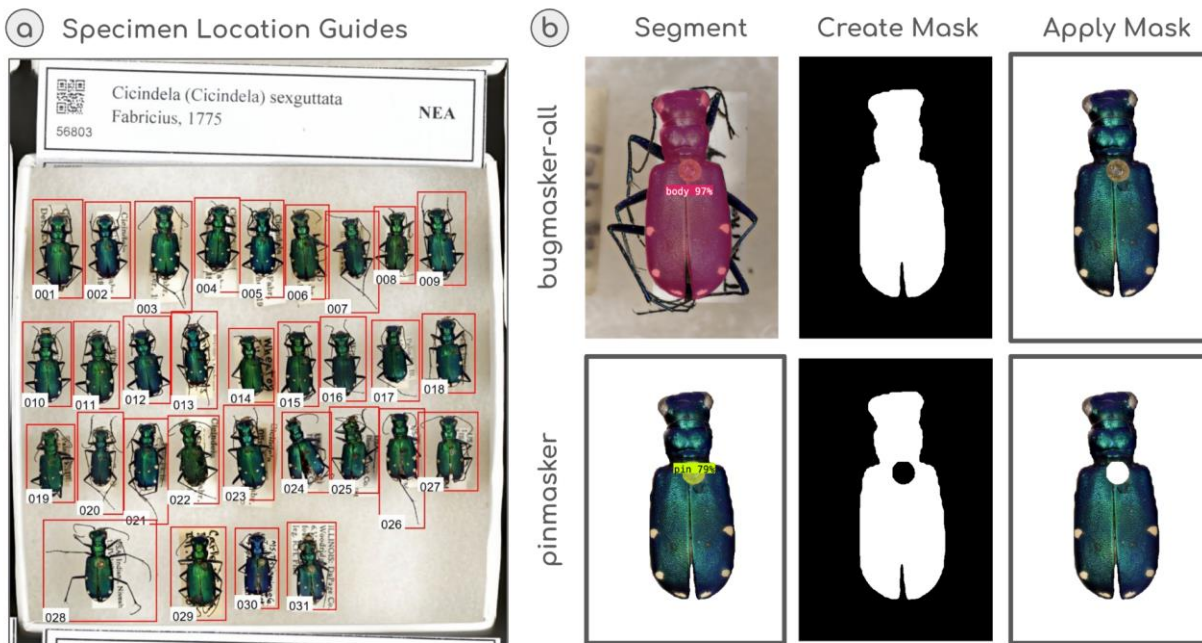 a Specimen Location Guides
Cicindela (Cicindela) sexguttata
Fabricius, 1775
NEA
56803
001
002
003
004
005
006
007
008
009
010
011
012
013
014
015
016
017
018
019
020
021
022
023
024
025
026
027
028
029
030
031
b
Segment
Create Mask
Apply Mask
bugmasker-all
body 97%
pinmasker
pin 79%